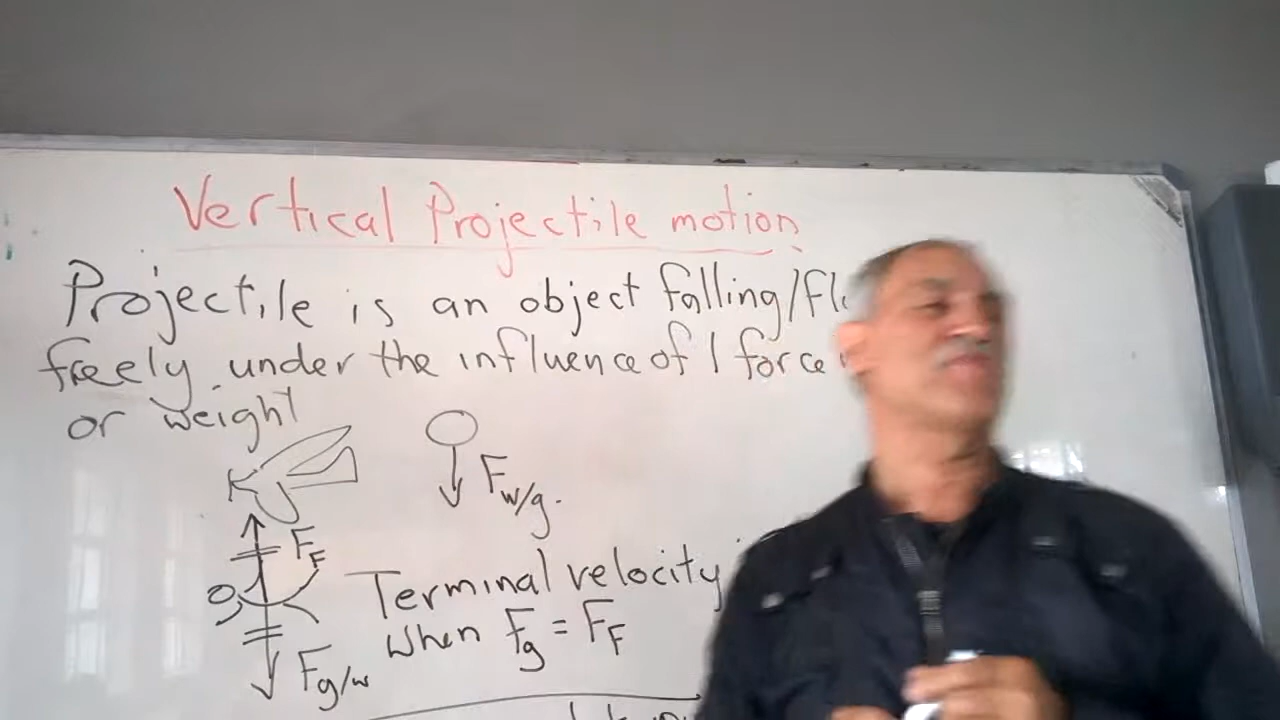 Vertical Projectile motion
Projectile is an object falling/
freely under the influence of 1 force
or weight
Fw/g.
FF
Terminal velocity
when Fg = FF
Fg/w